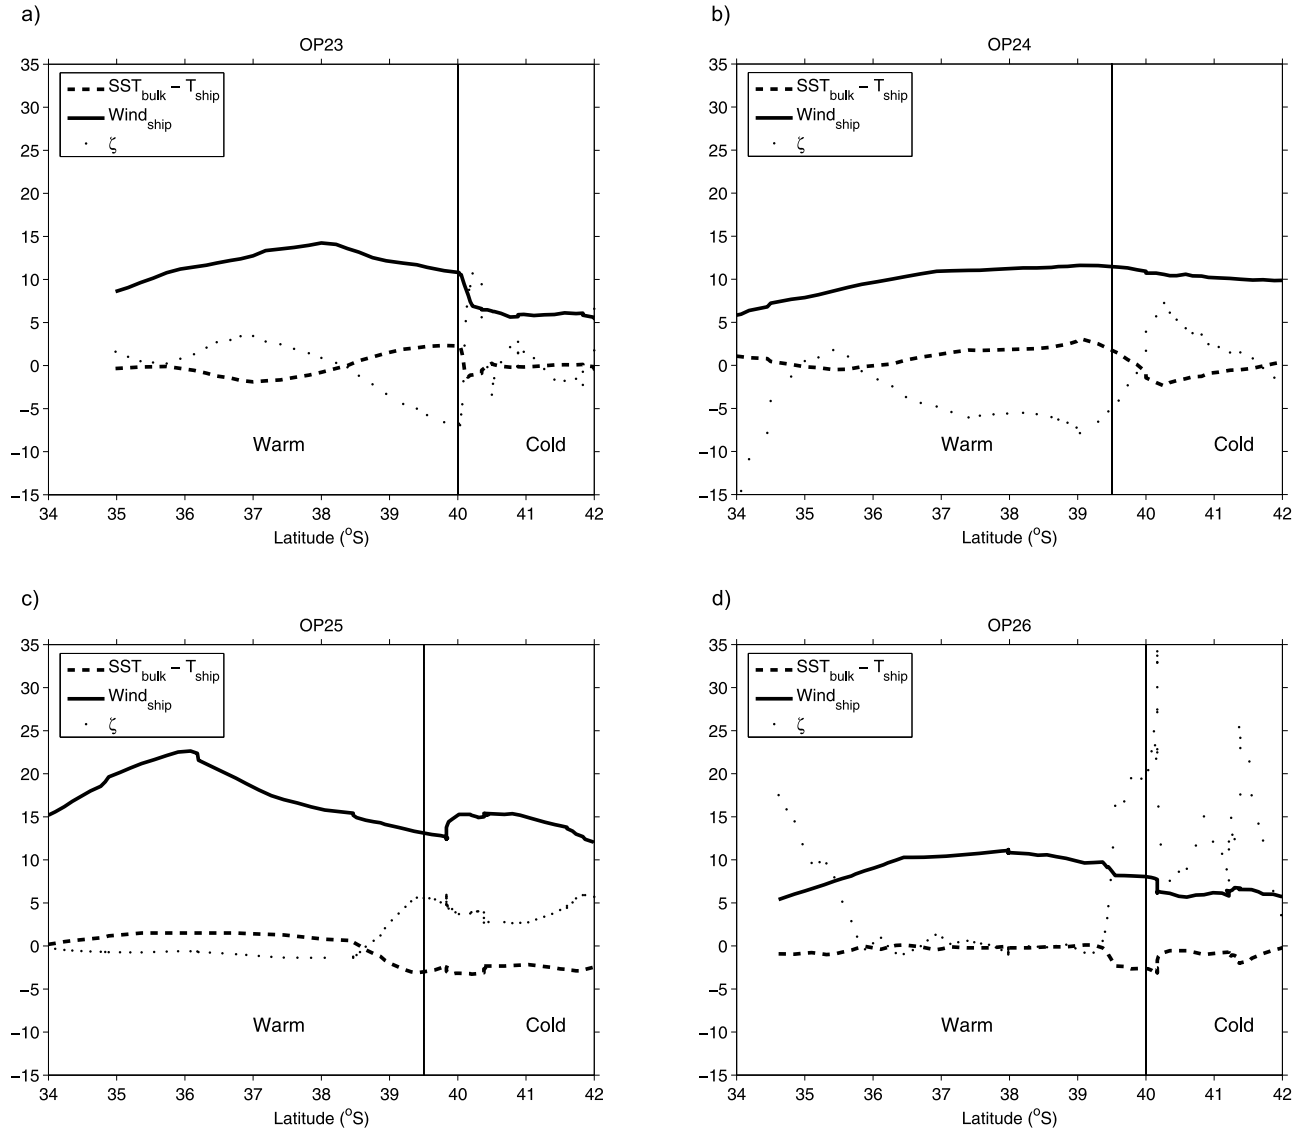 a)
OP23
35
30
25
20
15
10
5
0
−5
−10
−15
SST_bulk − T_ship
Wind_ship
ζ
Warm
Cold
34 35 36 37 38 39 40 41 42
Latitude (°S)
b)
OP24
35
30
25
20
15
10
5
0
−5
−10
−15
SST_bulk − T_ship
Wind_ship
ζ
Warm
Cold
34 35 36 37 38 39 40 41 42
Latitude (°S)
c)
OP25
35
30
25
20
15
10
5
0
−5
−10
−15
SST_bulk − T_ship
Wind_ship
ζ
Warm
Cold
34 35 36 37 38 39 40 41 42
Latitude (°S)
d)
OP26
35
30
25
20
15
10
5
0
−5
−10
−15
SST_bulk − T_ship
Wind_ship
ζ
Warm
Cold
34 35 36 37 38 39 40 41 42
Latitude (°S)